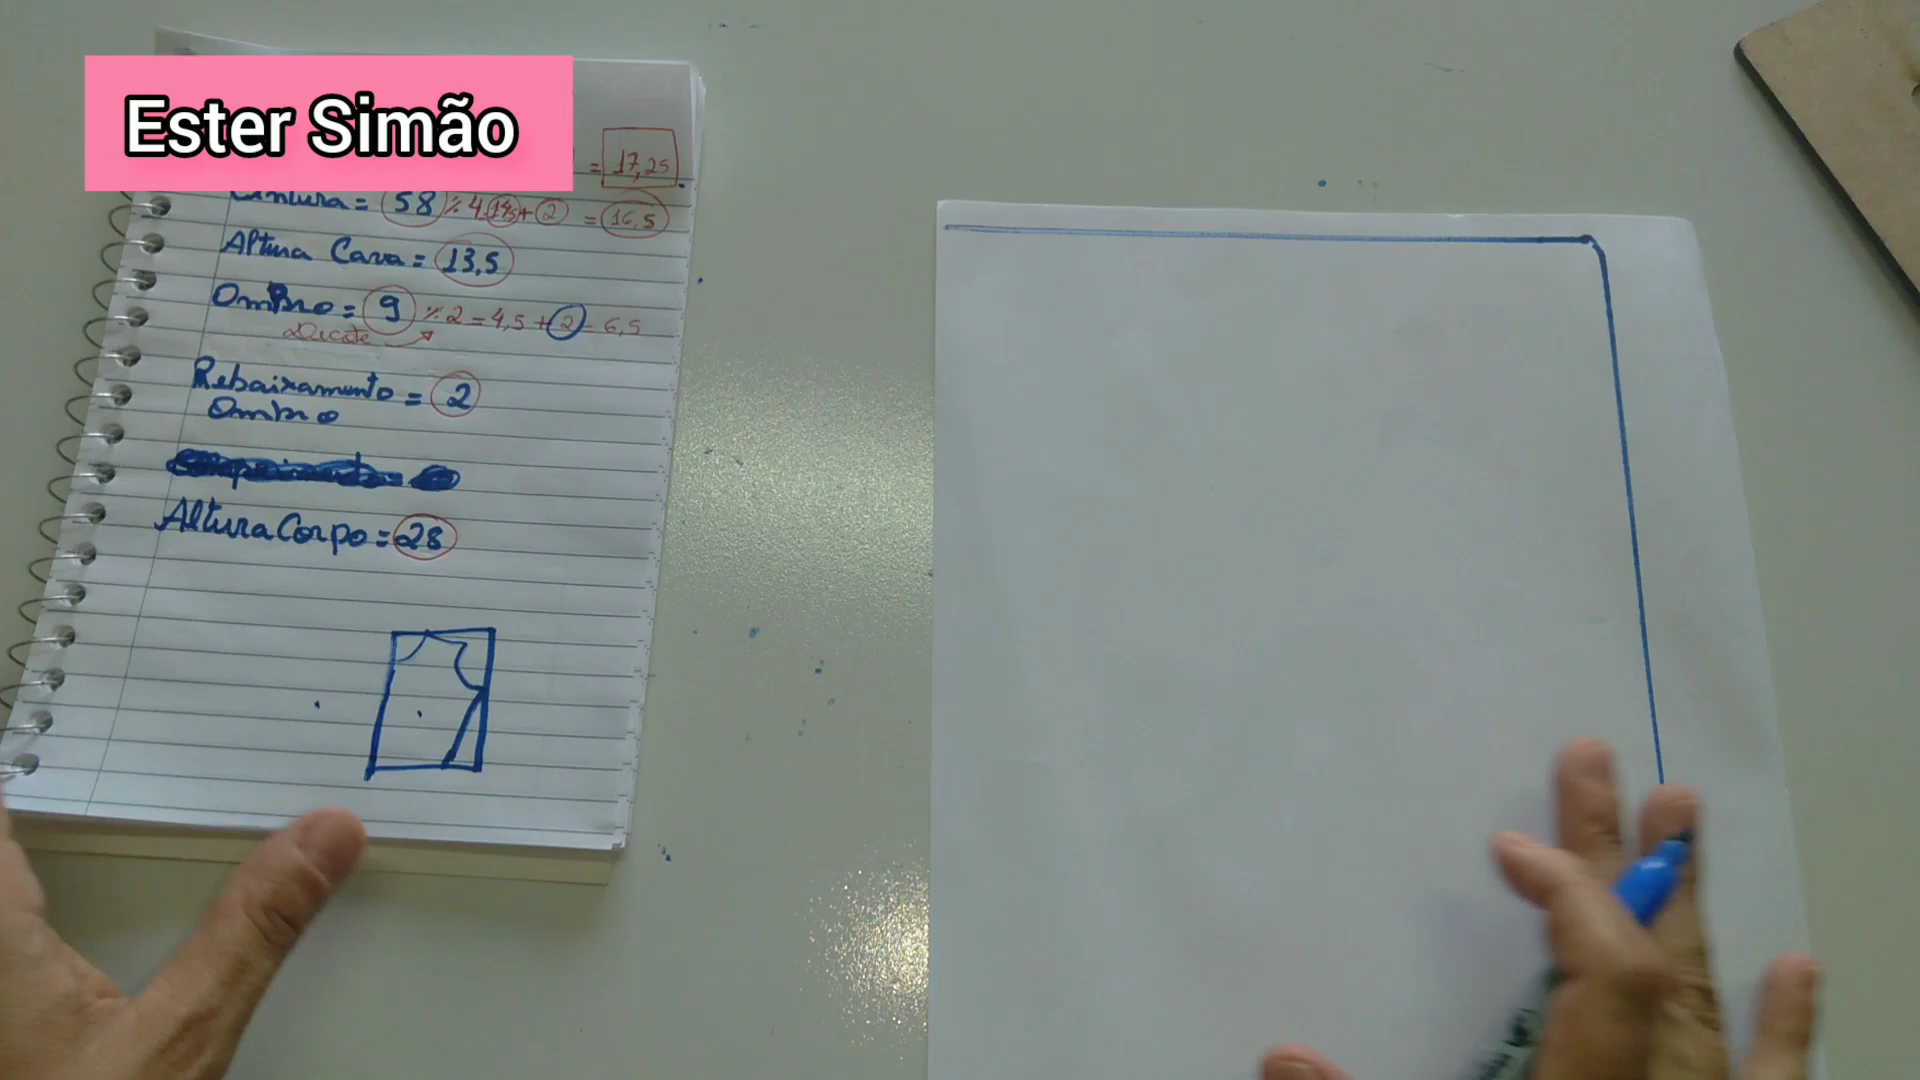 Ester Simão
= 17,25
Cintura = 58 ÷ 4 14,5 + 2 = 16,5
Altura Cava = 13,5
Ombro = 9 ÷ 2 = 4,5 + 2 = 6,5
Decote
Rebaixamento = 2
Ombro
Altura Corpo = 28